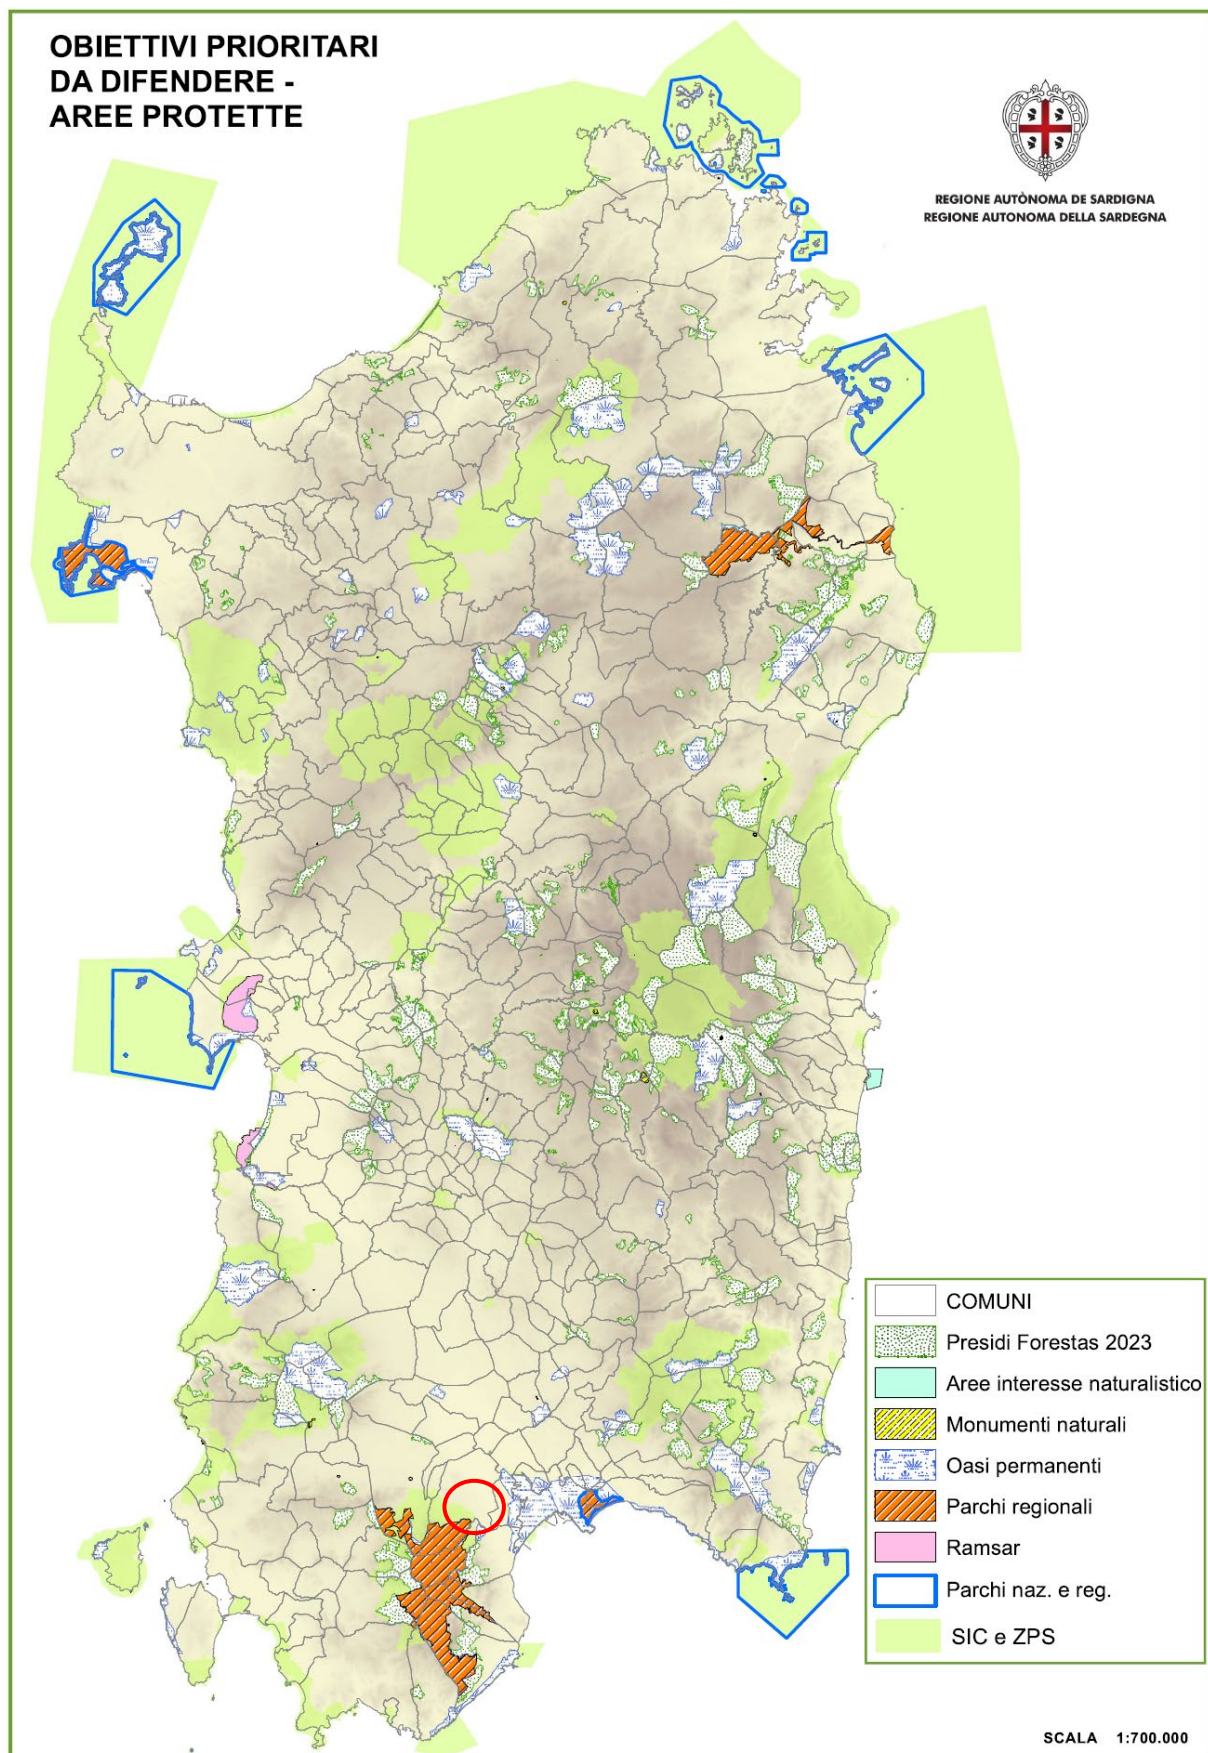 OBIETTIVI PRIORITARI
DA DIFENDERE -
AREE PROTETTE
REGIONE AUTÒNOMA DE SARDIGNA
REGIONE AUTONOMA DELLA SARDEGNA
COMUNI
Presidi Forestas 2023
Aree interesse naturalistico
Monumenti naturali
Oasi permanenti
Parchi regionali
Ramsar
Parchi naz. e reg.
SIC e ZPS
SCALA 1:700.000